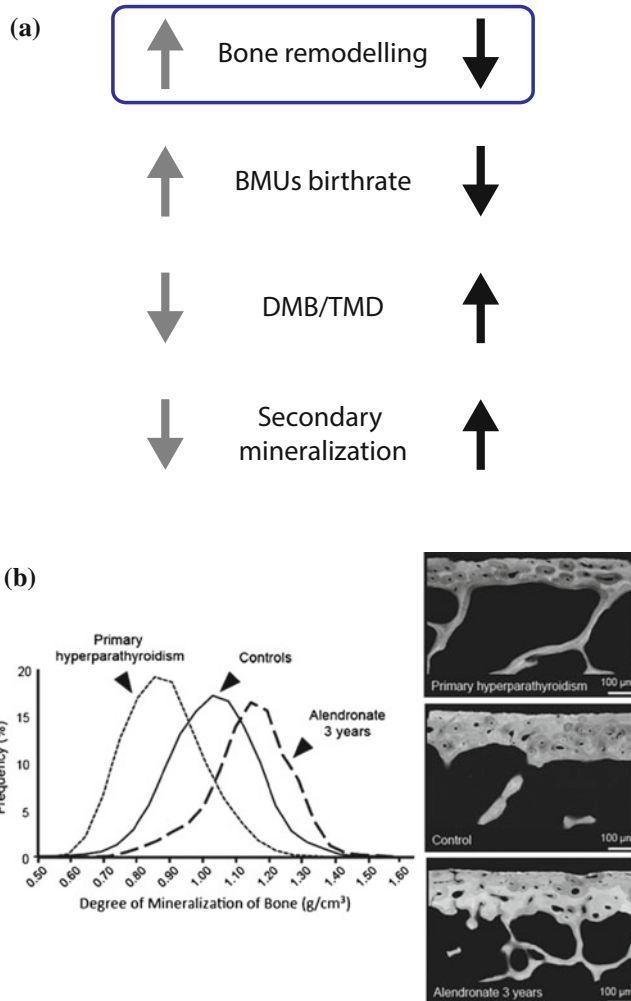 (a)
Bone remodelling
BMUs birthrate
DMB/TMD
Secondary
mineralization
(b)
Primary
hyperparathyroidism
Controls
Alendronate
3 years
Frequency (%)
20
15
10
5
0
0.50 0.60 0.70 0.80 0.90 1.00 1.10 1.20 1.30 1.40 1.50 1.60
Degree of Mineralization of Bone (g/cm³)
Primary hyperparathyroidism
100 µm
Control
100 µm
Alendronate 3 years
100 µm